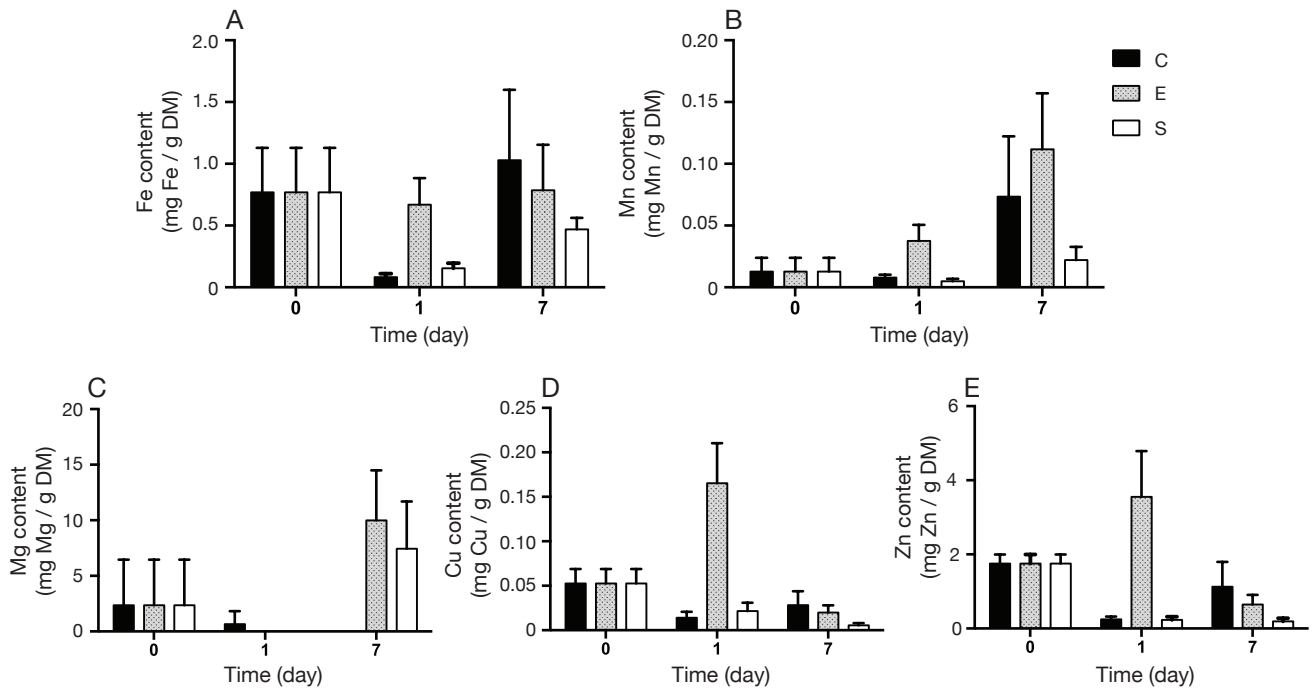 A
2.0
1.5
1.0
0.5
0
Fe content
(mg Fe / g DM)
0 1 7
Time (day)
B
0.20
0.15
0.10
0.05
0
Mn content
(mg Mn / g DM)
0 1 7
Time (day)
C
E
S
C
20
15
10
5
0
Mg content
(mg Mg / g DM)
0 1 7
Time (day)
D
0.25
0.20
0.15
0.10
0.05
0
Cu content
(mg Cu / g DM)
0 1 7
Time (day)
E
6
4
2
0
Zn content
(mg Zn / g DM)
0 1 7
Time (day)